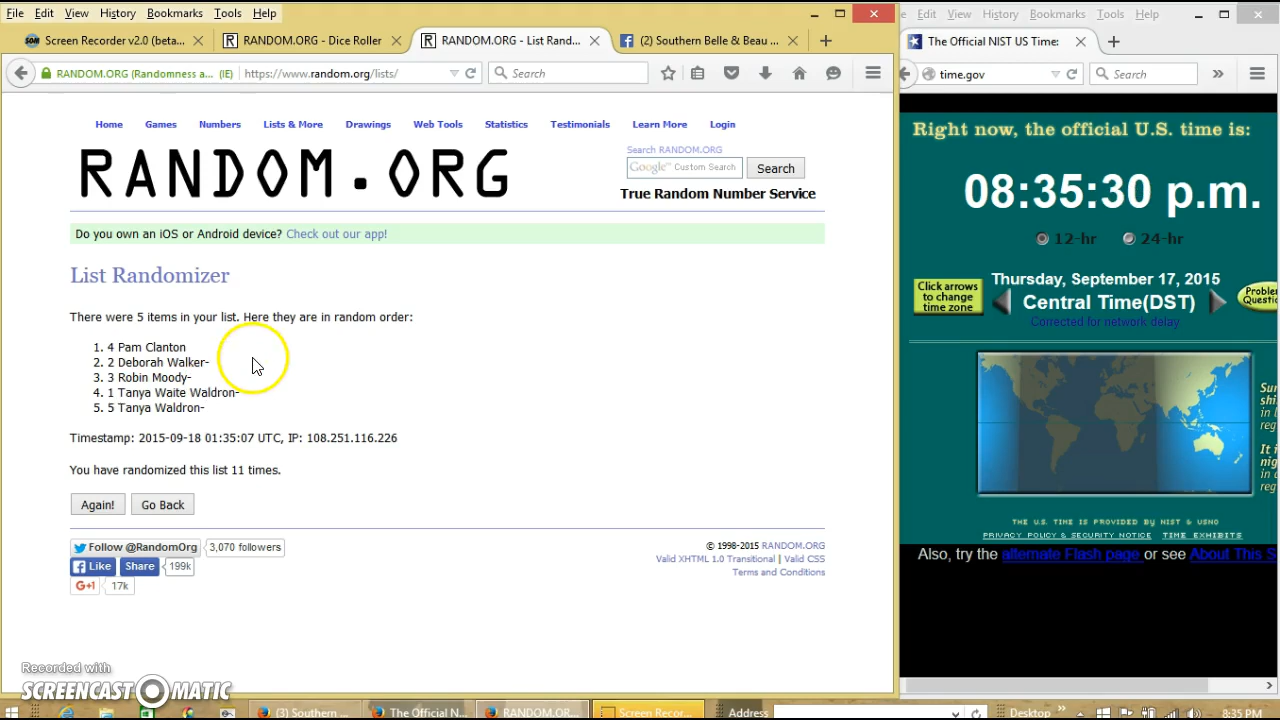 File Edit View History Bookmarks Tools Help
Screen Recorder v2.0 (beta... RANDOM.ORG - Dice Roller RANDOM.ORG - List Rand... (2) Southern Belle & Beau ...
RANDOM.ORG (Randomness a... (IE) https://www.random.org/lists/ Search
Home Games Numbers Lists & More Drawings Web Tools Statistics Testimonials Learn More Login
RANDOM.ORG
Search RANDOM.ORG
Google™ Custom Search Search
True Random Number Service
Do you own an iOS or Android device? Check out our app!
List Randomizer
There were 5 items in your list. Here they are in random order:
1. 4 Pam Clanton
2. 2 Deborah Walker-
3. 3 Robin Moody-
4. 1 Tanya Waite Waldron-
5. 5 Tanya Waldron-
Timestamp: 2015-09-18 01:35:07 UTC, IP: 108.251.116.226
You have randomized this list 11 times.
Again! Go Back
Follow @RandomOrg 3,070 followers
Like Share 199k
G+1 17k
© 1998-2015 RANDOM.ORG
Valid XHTML 1.0 Transitional | Valid CSS
Terms and Conditions
Recorded with
SCREENCAST-O-MATIC
Edit View History Bookmarks Tools Help
The Official NIST US Time:
time.gov Search
Right now, the official U.S. time is:
08:35:30 p.m.
12-hr 24-hr
Click arrows
to change
time zone
Thursday, September 17, 2015
Central Time(DST)
Corrected for network delay
THE U.S. TIME IS PROVIDED BY NIST & USNO
PRIVACY POLICY & SECURITY NOTICE TIME EXHIBITS
Also, try the alternate Flash page or see About This S
(3) Southern ... The Official N... RANDOM.OR... Screen Recor... Address Desktop 8:35 PM